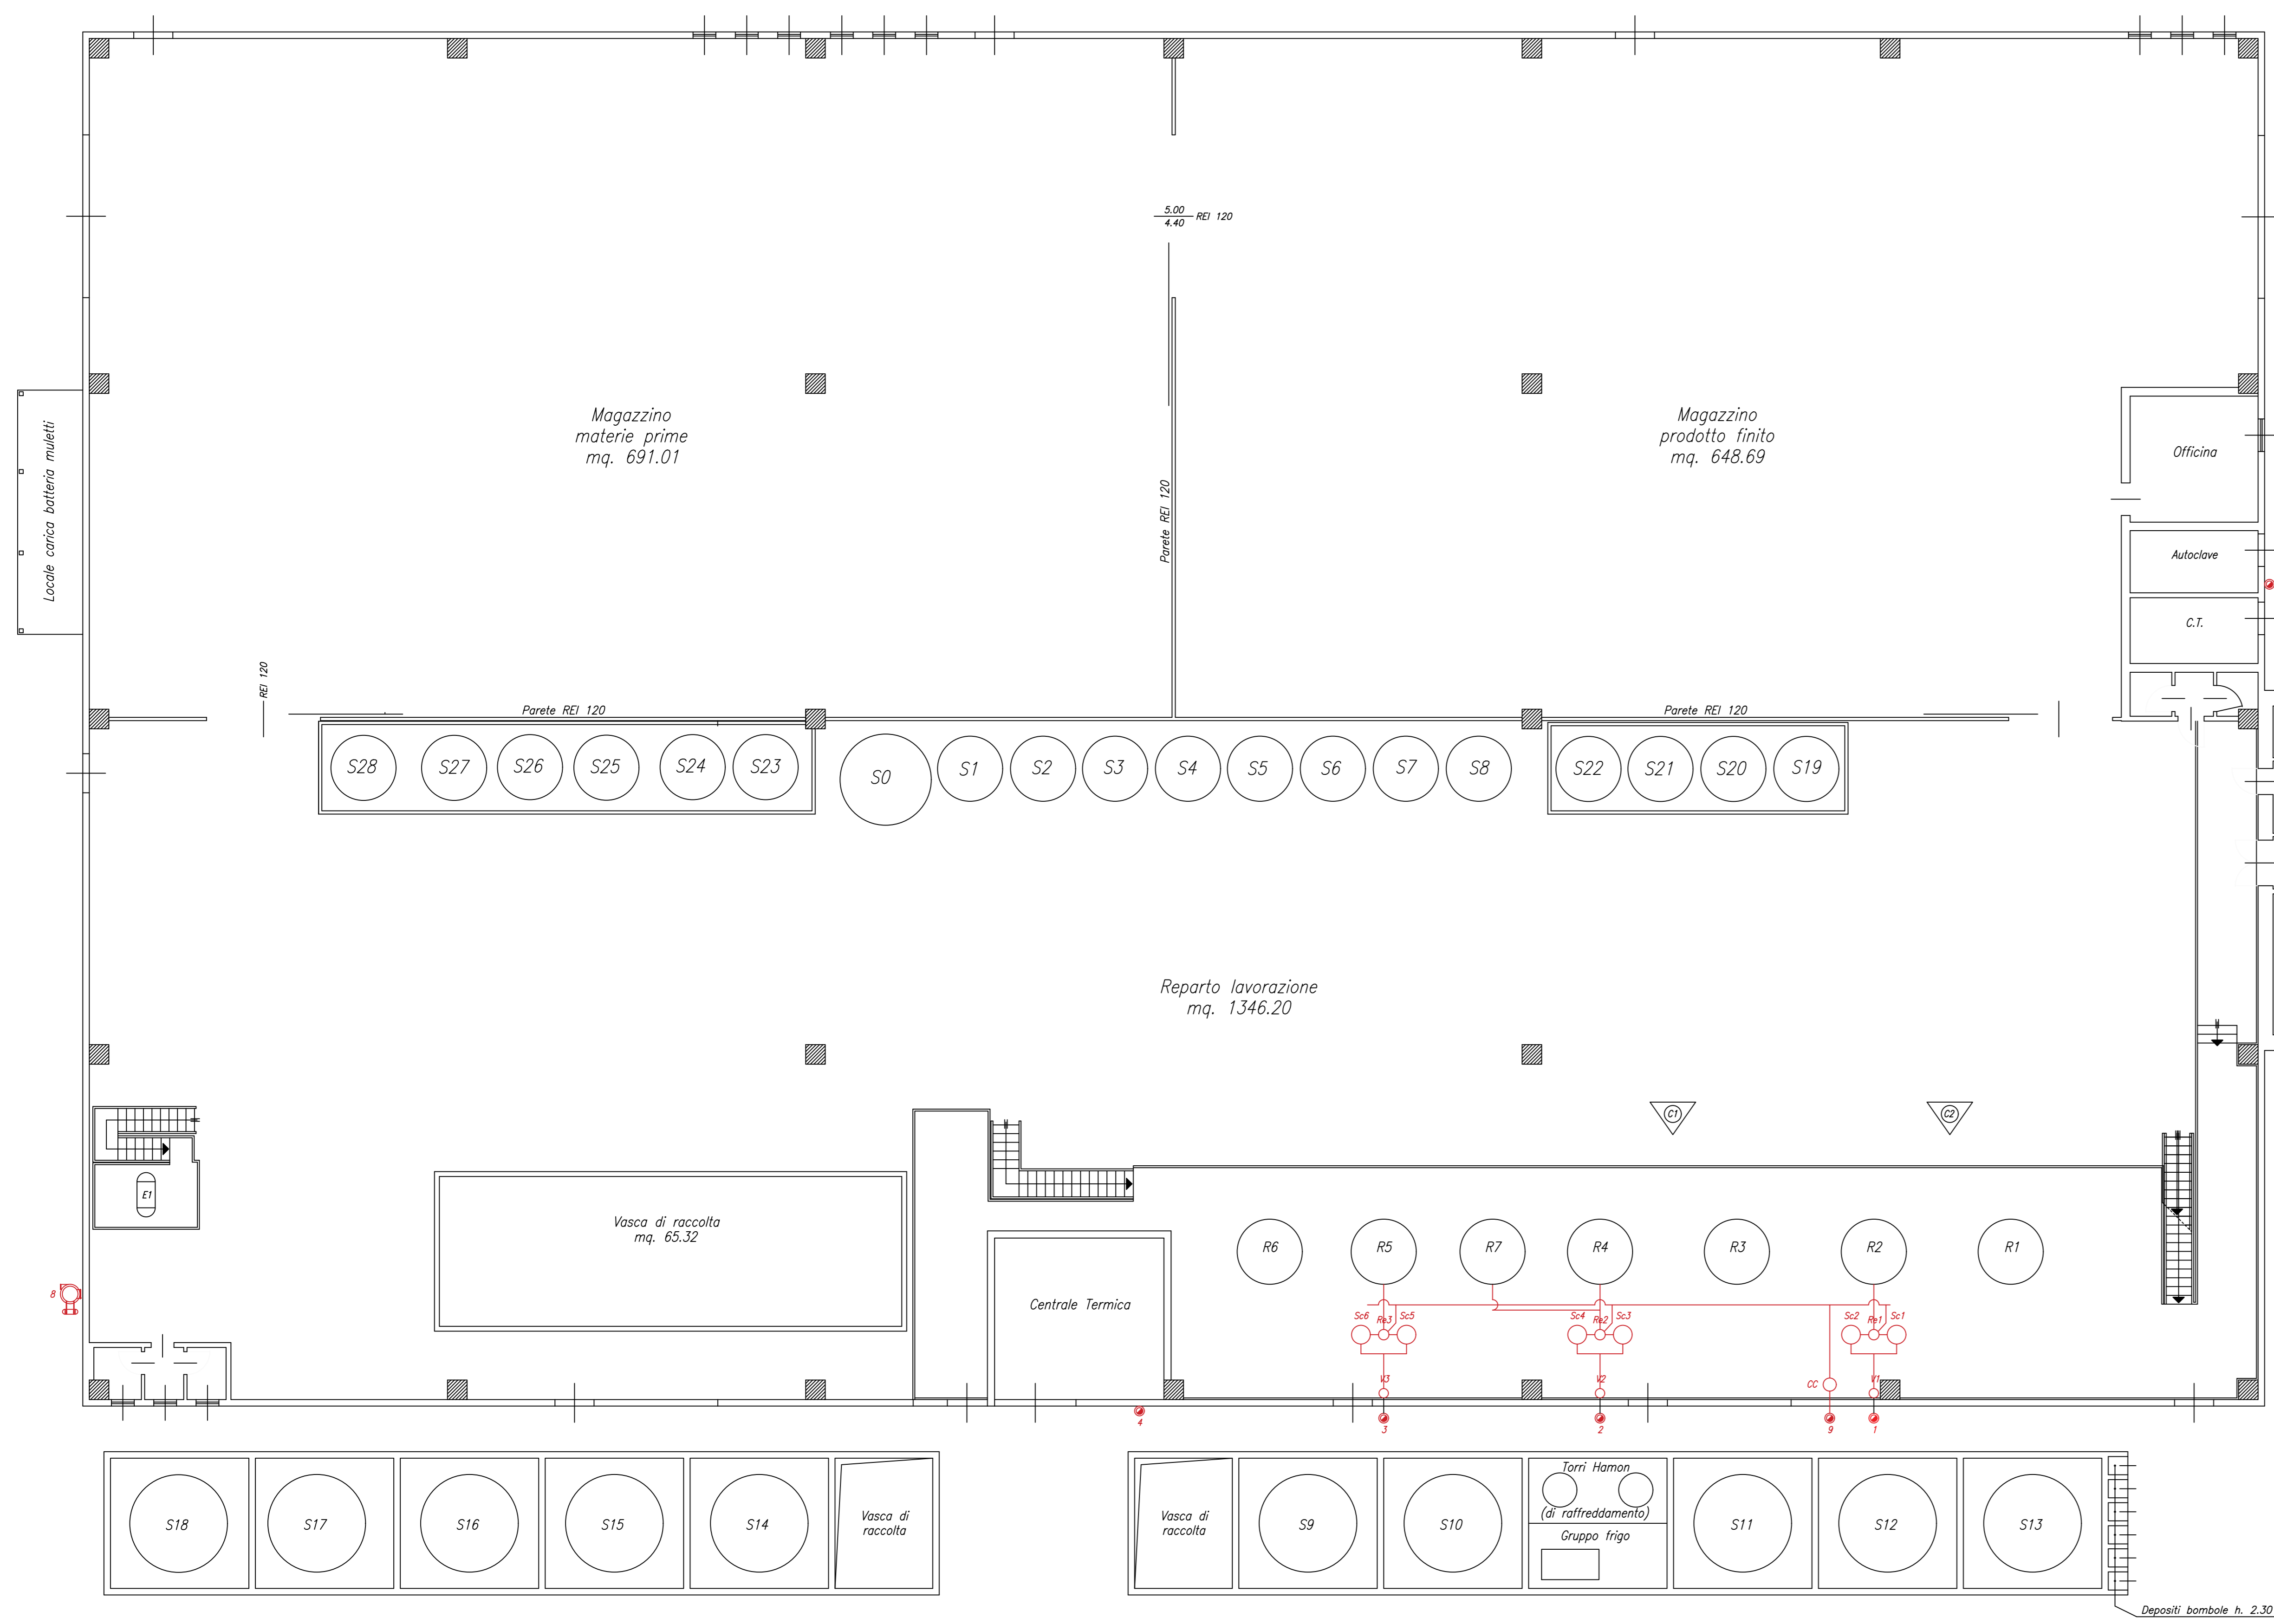 5.00
4.40
REI 120
Magazzino
materie prime
mq. 691.01
Magazzino
prodotto finito
mq. 648.69
Officina
Locale carica batteria muletti
Parete REI 120
Autoclave
C.T.
REI 120
Parete REI 120
Parete REI 120
S28
S27
S26
S25
S24
S23
S0
S1
S2
S3
S4
S5
S6
S7
S8
S22
S21
S20
S19
Reparto lavorazione
mq. 1346.20
C1
C2
E1
Vasca di raccolta
mq. 65.32
R6
R5
R7
R4
R3
R2
R1
8
Centrale Termica
Sc6
Re3
Sc5
Sc4
Re2
Sc3
Sc2
Re1
Sc1
V3
V2
CC
V1
4
3
2
9
1
S18
S17
S16
S15
S14
Vasca di
raccolta
Vasca di
raccolta
S9
S10
Torri Hamon
(di raffreddamento)
Gruppo frigo
S11
S12
S13
Depositi bombole h. 2.30